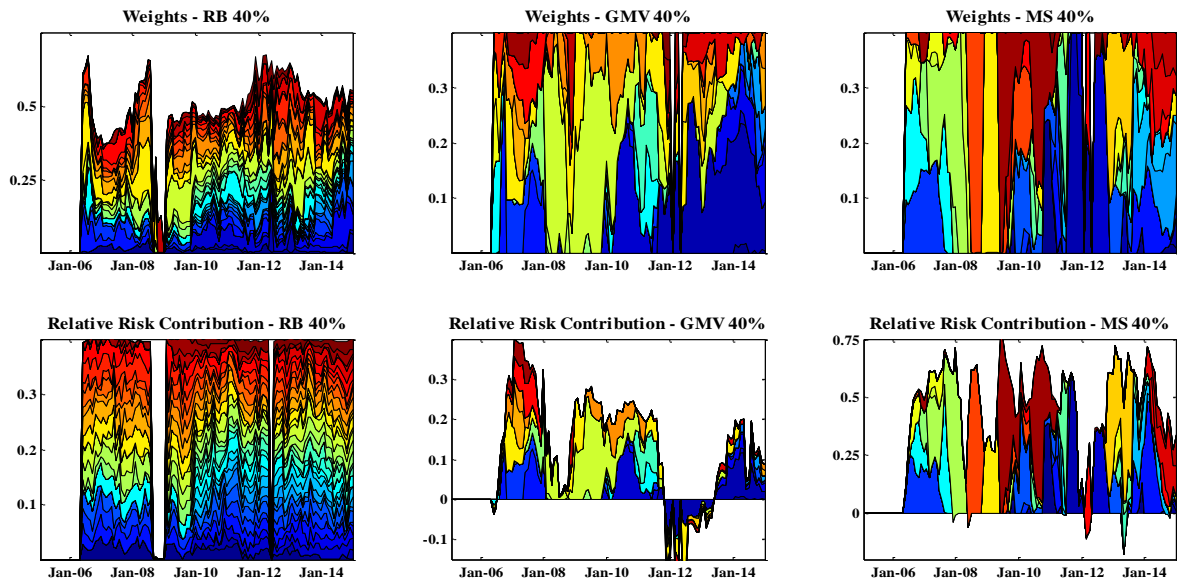 Weights - RB 40%
Weights - GMV 40%
Weights - MS 40%
0.5
0.25
Jan-06 Jan-08 Jan-10 Jan-12 Jan-14
0.3
0.2
0.1
Jan-06 Jan-08 Jan-10 Jan-12 Jan-14
0.3
0.2
0.1
Jan-06 Jan-08 Jan-10 Jan-12 Jan-14
Relative Risk Contribution - RB 40%
Relative Risk Contribution - GMV 40%
Relative Risk Contribution - MS 40%
0.3
0.2
0.1
Jan-06 Jan-08 Jan-10 Jan-12 Jan-14
0.3
0.2
0.1
0
-0.1
Jan-06 Jan-08 Jan-10 Jan-12 Jan-14
0.75
0.5
0.25
0
Jan-06 Jan-08 Jan-10 Jan-12 Jan-14